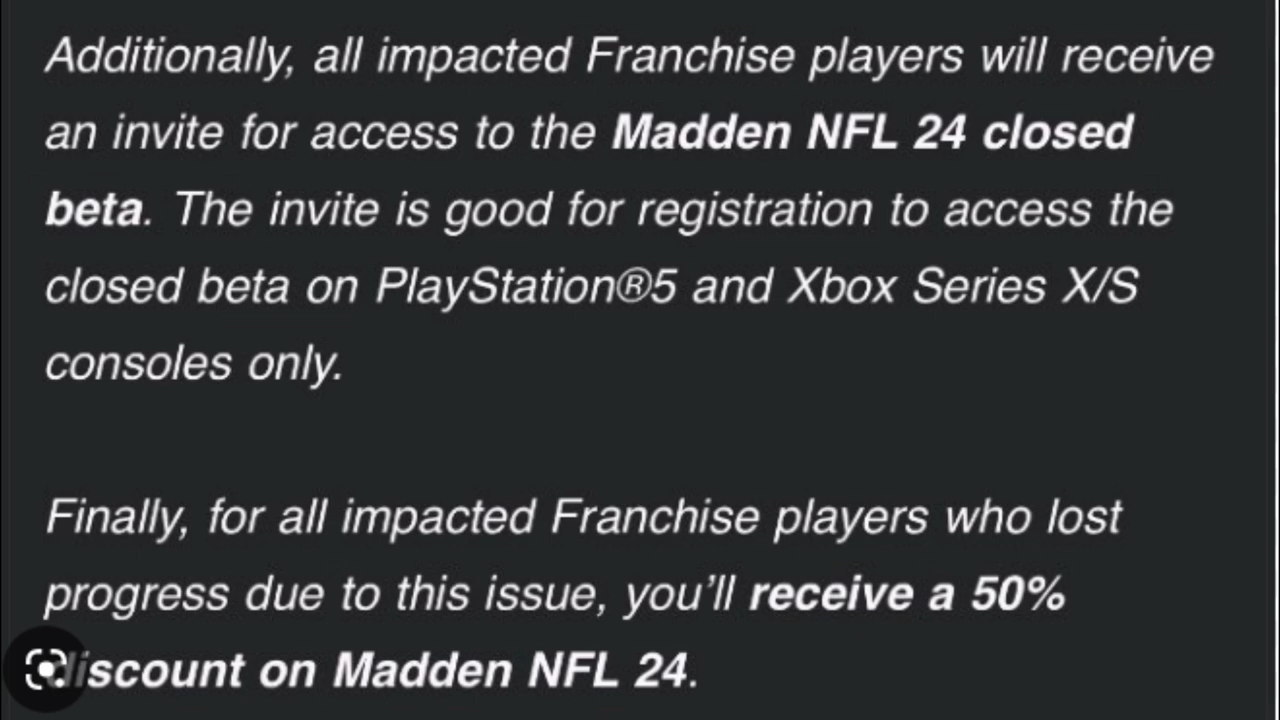 Additionally, all impacted Franchise players will receive
an invite for access to the Madden NFL 24 closed
beta. The invite is good for registration to access the
closed beta on PlayStation®5 and Xbox Series X/S
consoles only.
Finally, for all impacted Franchise players who lost
progress due to this issue, you’ll receive a 50%
discount on Madden NFL 24.